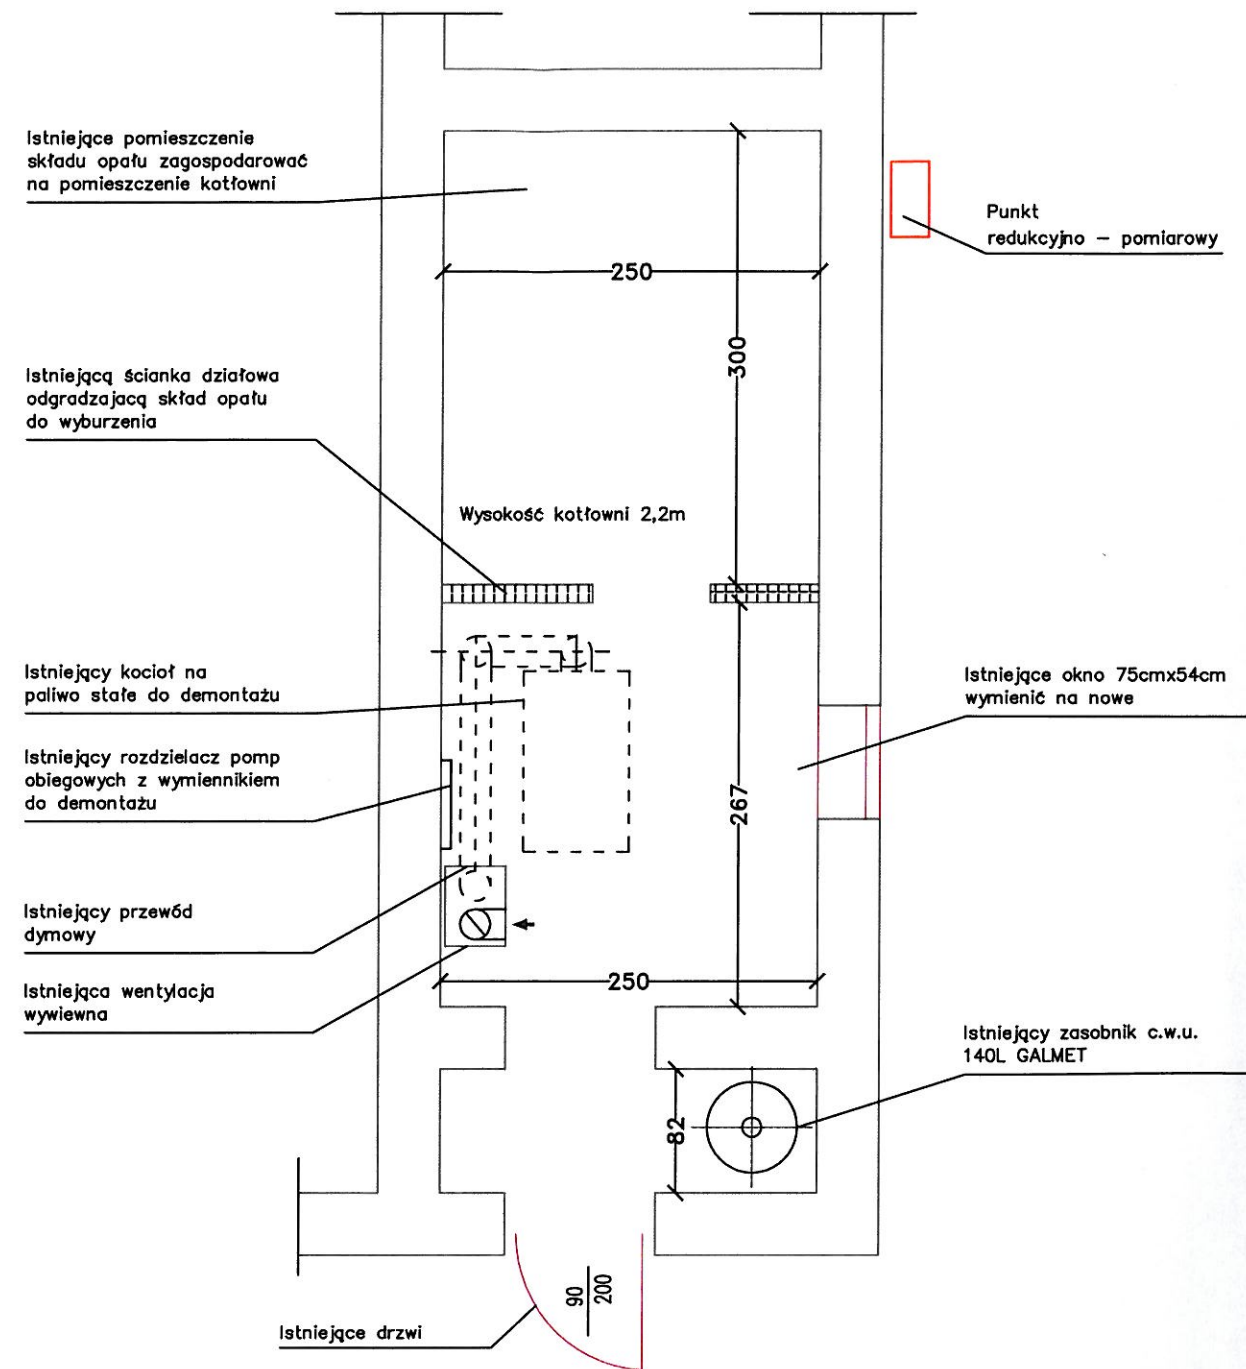 Istniejące pomieszczenie
składu opału zagospodarować
na pomieszczenie kotłowni
Punkt
redukcyjno – pomiarowy
250
300
Istniejącą ścianka działowa
odgradzajacą skład opału
do wyburzenia
Wysokość kotłowni 2,2m
Istniejący kocioł na
paliwo stałe do demontażu
Istniejące okno 75cmx54cm
wymienić na nowe
Istniejący rozdzielacz pomp
obiegowych z wymiennikiem
do demontażu
267
Istniejący przewód
dymowy
250
Istniejąca wentylacja
wywiewna
Istniejący zasobnik c.w.u.
140L GALMET
82
90
200
Istniejące drzwi